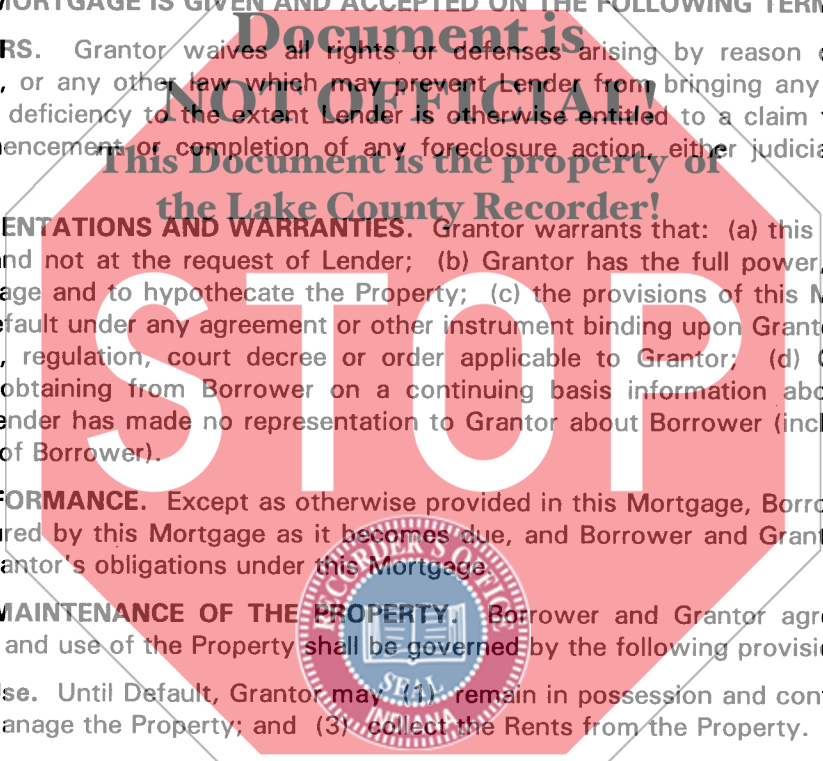 MORTGAGE IS GIVEN AND ACCEPTED ON THE FOLLOWING TERM
Document is
RS. Grantor waives all rights or defenses arising by reason
, or any other law which may prevent Lender from bringing any
NOT OFFICIAL!
deficiency to the extent Lender is otherwise entitled to a claim
encement or completion of any foreclosure action, either judicia
This Document is the property of
the Lake County Recorder!
ENTATIONS AND WARRANTIES. Grantor warrants that: (a) this
nd not at the request of Lender; (b) Grantor has the full power,
age and to hypothecate the Property; (c) the provisions of this M
efault under any agreement or other instrument binding upon Grant
, regulation, court decree or order applicable to Grantor; (d)
obtaining from Borrower on a continuing basis information abo
ender has made no representation to Grantor about Borrower (incl
of Borrower).
STOP
FORMANCE. Except as otherwise provided in this Mortgage, Borro
red by this Mortgage as it becomes due, and Borrower and Grant
antor's obligations under this Mortgage.
RECORDER'S OFFIC
MAINTENANCE OF THE PROPERTY. Borrower and Grantor agre
and use of the Property shall be governed by the following provisi
SEAL
Use. Until Default, Grantor may (1) remain in possession and con
anage the Property; and (3) collect the Rents from the Property.